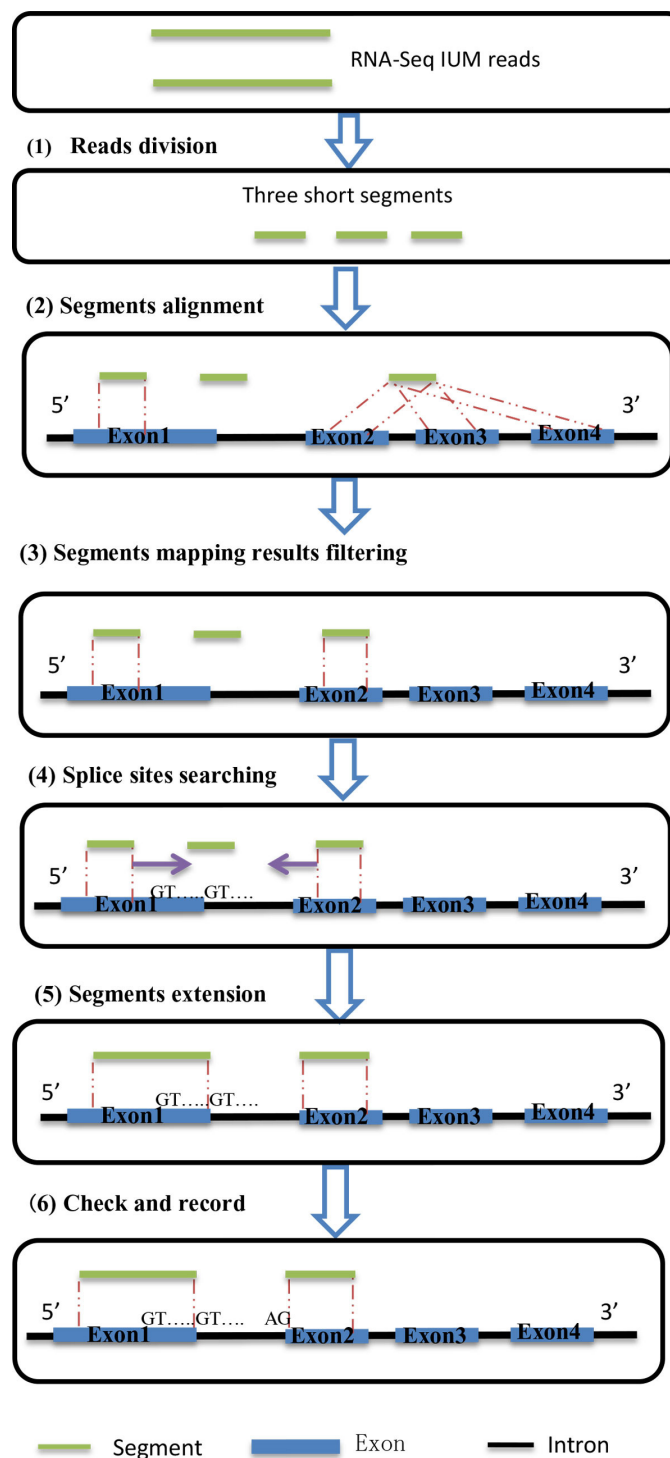 RNA-Seq IUM reads
(1) Reads division
Three short segments
(2) Segments alignment
5’ 3’
Exon1 Exon2 Exon3 Exon4
(3) Segments mapping results filtering
5’ 3’
Exon1 Exon2 Exon3 Exon4
(4) Splice sites searching
5’ 3’
GT…..GT….
Exon1 Exon2 Exon3 Exon4
(5) Segments extension
5’ 3’
GT…..GT….
Exon1 Exon2 Exon3 Exon4
(6) Check and record
5’ 3’
GT…..GT…. AG
Exon1 Exon2 Exon3 Exon4
Segment Exon Intron